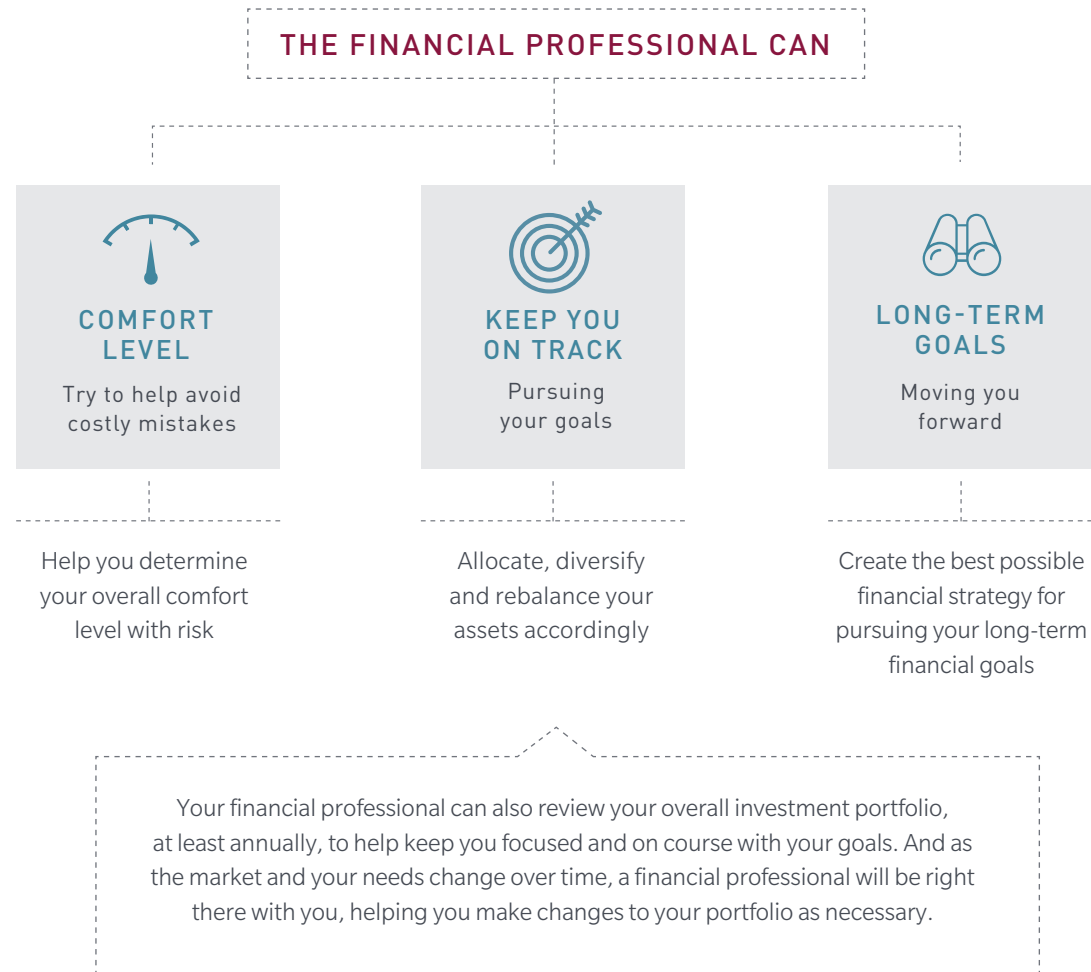 THE FINANCIAL PROFESSIONAL CAN
COMFORT
LEVEL
Try to help avoid
costly mistakes
Help you determine
your overall comfort
level with risk
KEEP YOU
ON TRACK
Pursuing
your goals
Allocate, diversify
and rebalance your
assets accordingly
LONG-TERM
GOALS
Moving you
forward
Create the best possible
financial strategy for
pursuing your long-term
financial goals
Your financial professional can also review your overall investment portfolio,
at least annually, to help keep you focused and on course with your goals. And as
the market and your needs change over time, a financial professional will be right
there with you, helping you make changes to your portfolio as necessary.